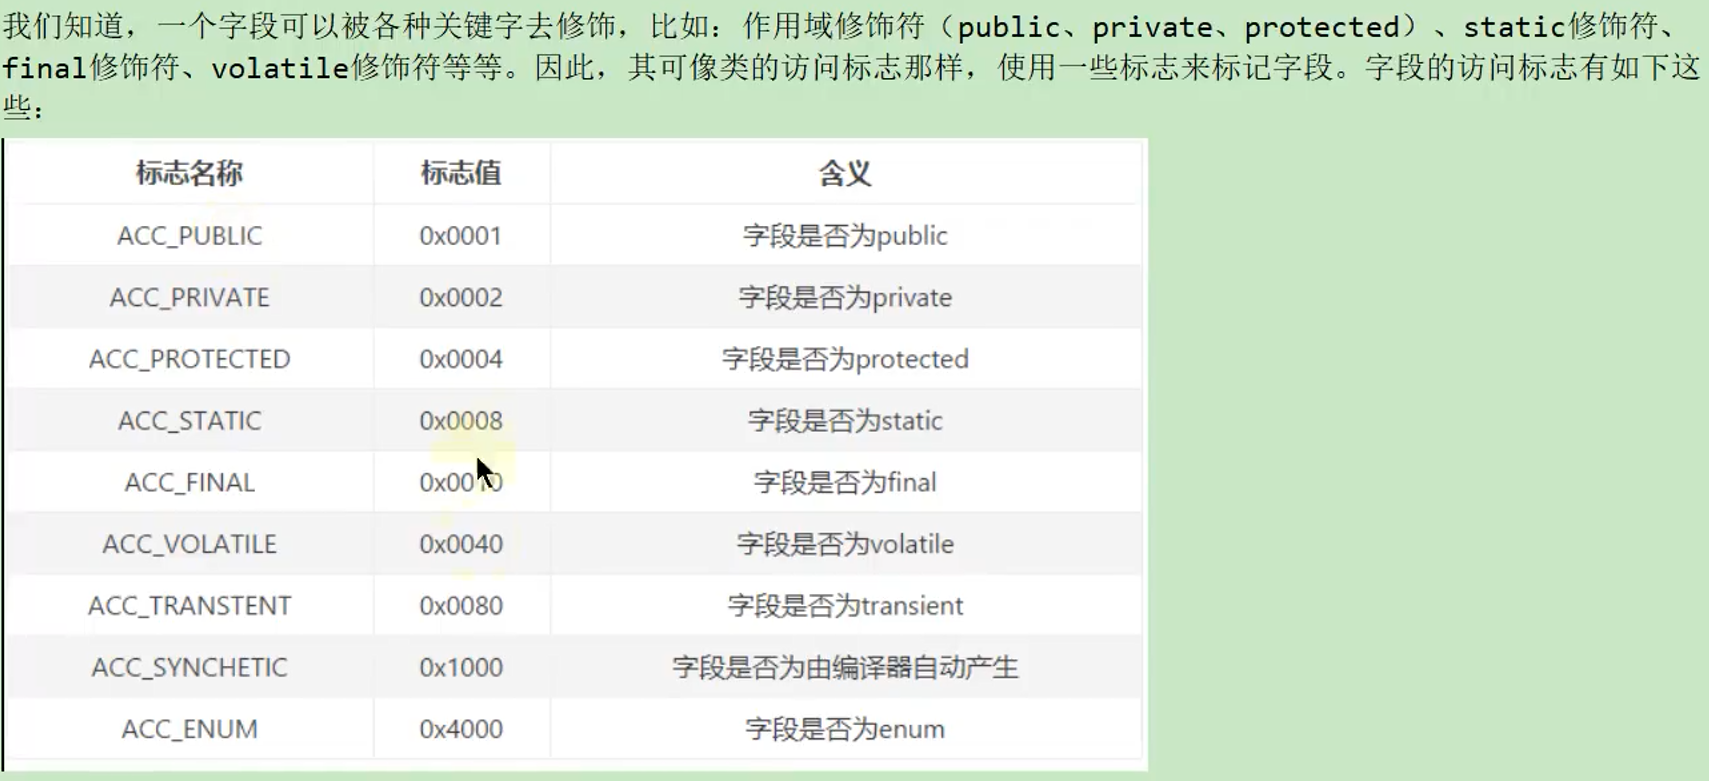 我们知道，一个字段可以被各种关键字去修饰，比如：作用域修饰符（public、private、protected）、static修饰符、
final修饰符、volatile修饰符等等。因此，其可像类的访问标志那样，使用一些标志来标记字段。字段的访问标志有如下这
些：
标志名称 标志值 含义
ACC_PUBLIC 0x0001 字段是否为public
ACC_PRIVATE 0x0002 字段是否为private
ACC_PROTECTED 0x0004 字段是否为protected
ACC_STATIC 0x0008 字段是否为static
ACC_FINAL 0x0010 字段是否为final
ACC_VOLATILE 0x0040 字段是否为volatile
ACC_TRANSTENT 0x0080 字段是否为transient
ACC_SYNCHETIC 0x1000 字段是否为由编译器自动产生
ACC_ENUM 0x4000 字段是否为enum